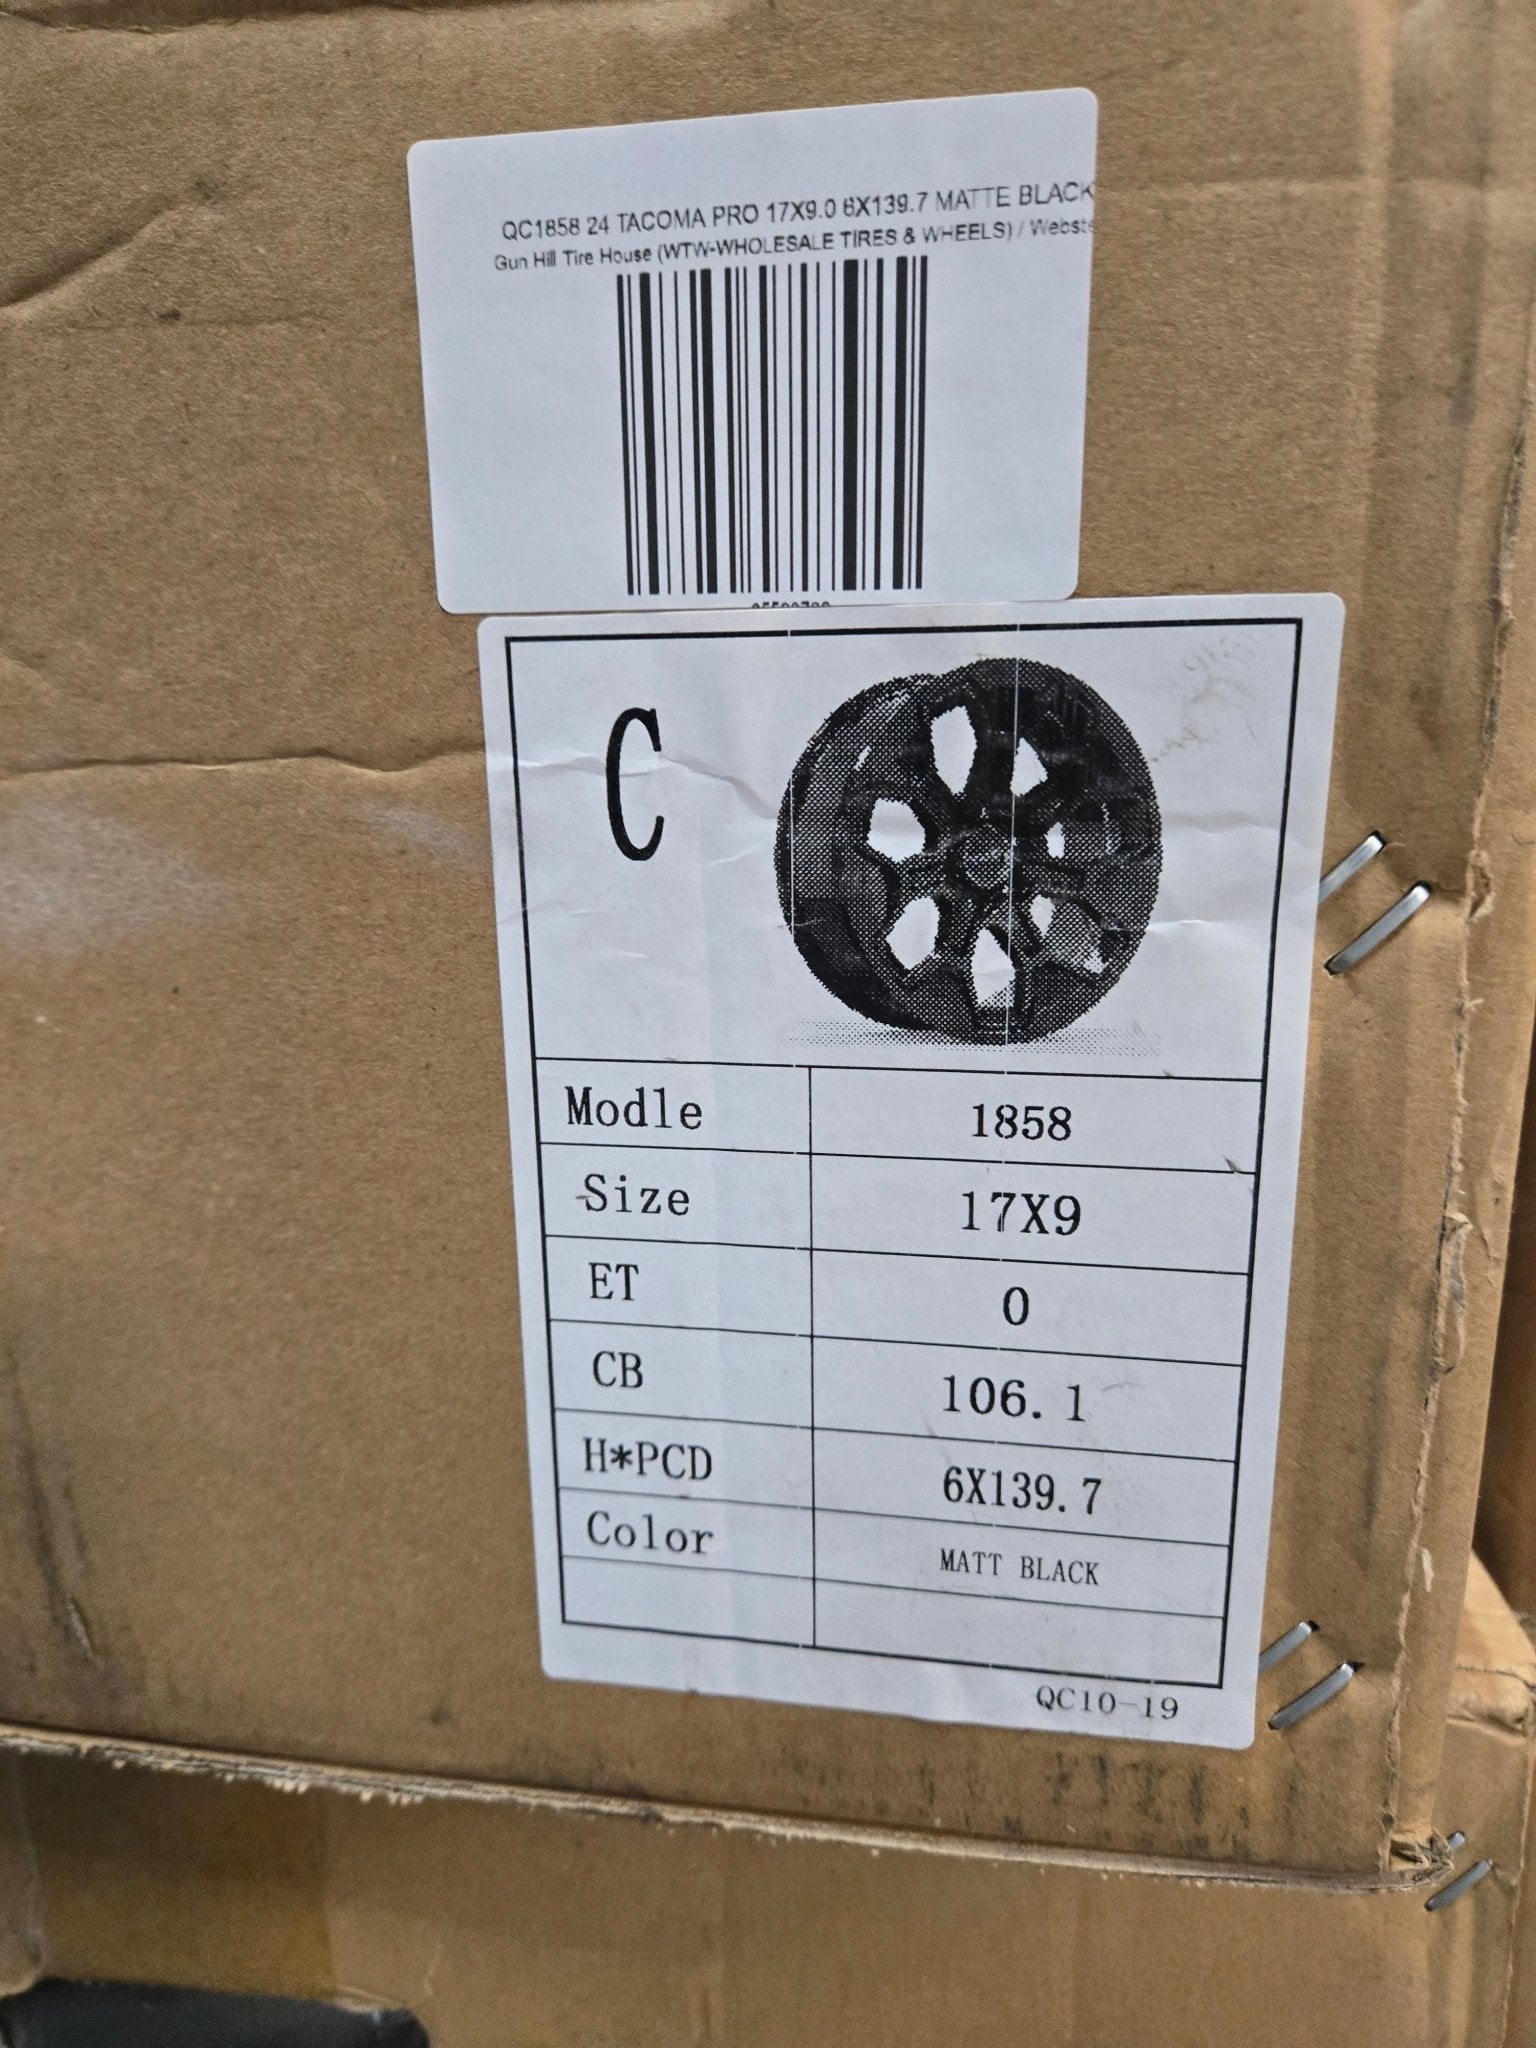 QC1858 24 TACOMA PRO 17X9.0 6X139.7 MATTE BLACK
Gun Hill Tire House (WTW-WHOLESALE TIRES & WHEELS) / Webste
C
Modle 1858
Size 17X9
ET 0
CB 106.1
H*PCD 6X139.7
Color MATT BLACK
QC10-19